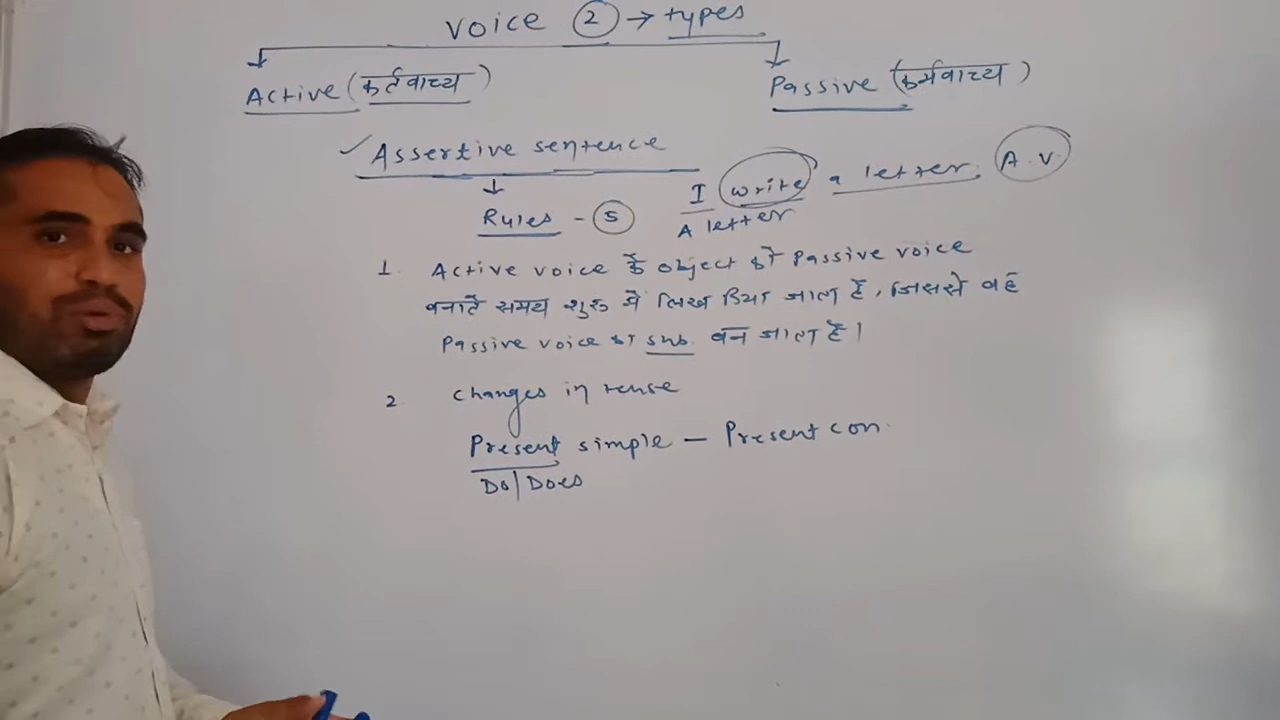 voice 2 → types
Active (कर्तवाच्य)
Passive (कर्मवाच्य)
✓ Assertive sentence
I write a letter. A.V.
Rules - 5
A letter
1. Active voice के object को Passive voice
बनाते समय शुरू में लिख दिया जाता है, जिससे वह
Passive voice का sub. बन जाता है।
2 changes in tense
Present simple — Present con.
Do|Does